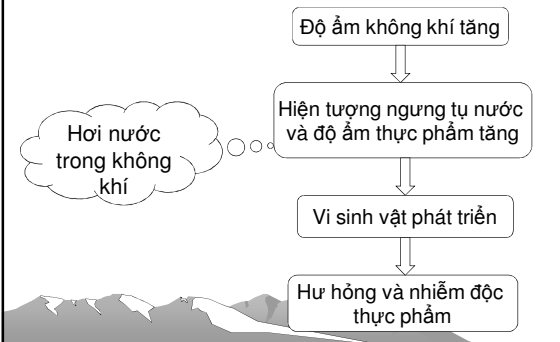 Độ ẩm không khí tăng
Hiện tượng ngưng tụ nước
và độ ẩm thực phẩm tăng
Hơi nước
trong không
khí
Vi sinh vật phát triển
Hư hỏng và nhiễm độc
thực phẩm